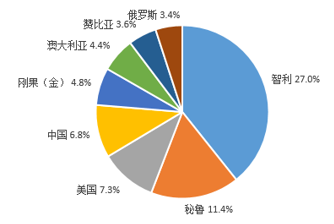 俄罗斯 3.4%
赞比亚 3.6%
澳大利亚 4.4%
智利 27.0%
刚果（金） 4.8%
中国 6.8%
美国 7.3%
秘鲁 11.4%